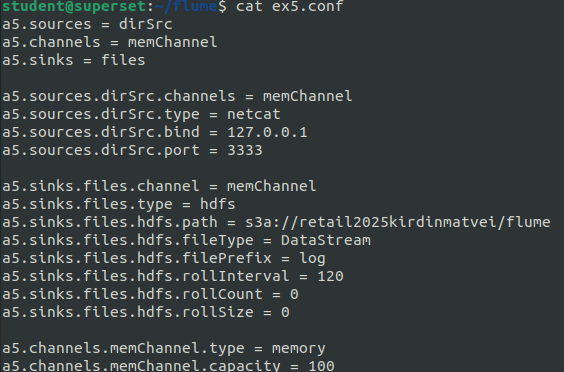 student@superset:~/flume$ cat ex5.conf
a5.sources = dirSrc
a5.channels = memChannel
a5.sinks = files

a5.sources.dirSrc.channels = memChannel
a5.sources.dirSrc.type = netcat
a5.sources.dirSrc.bind = 127.0.0.1
a5.sources.dirSrc.port = 3333

a5.sinks.files.channel = memChannel
a5.sinks.files.type = hdfs
a5.sinks.files.hdfs.path = s3a://retail2025kirdinmatvei/flume
a5.sinks.files.hdfs.fileType = DataStream
a5.sinks.files.hdfs.filePrefix = log
a5.sinks.files.hdfs.rollInterval = 120
a5.sinks.files.hdfs.rollCount = 0
a5.sinks.files.hdfs.rollSize = 0

a5.channels.memChannel.type = memory
a5.channels.memChannel.capacity = 100